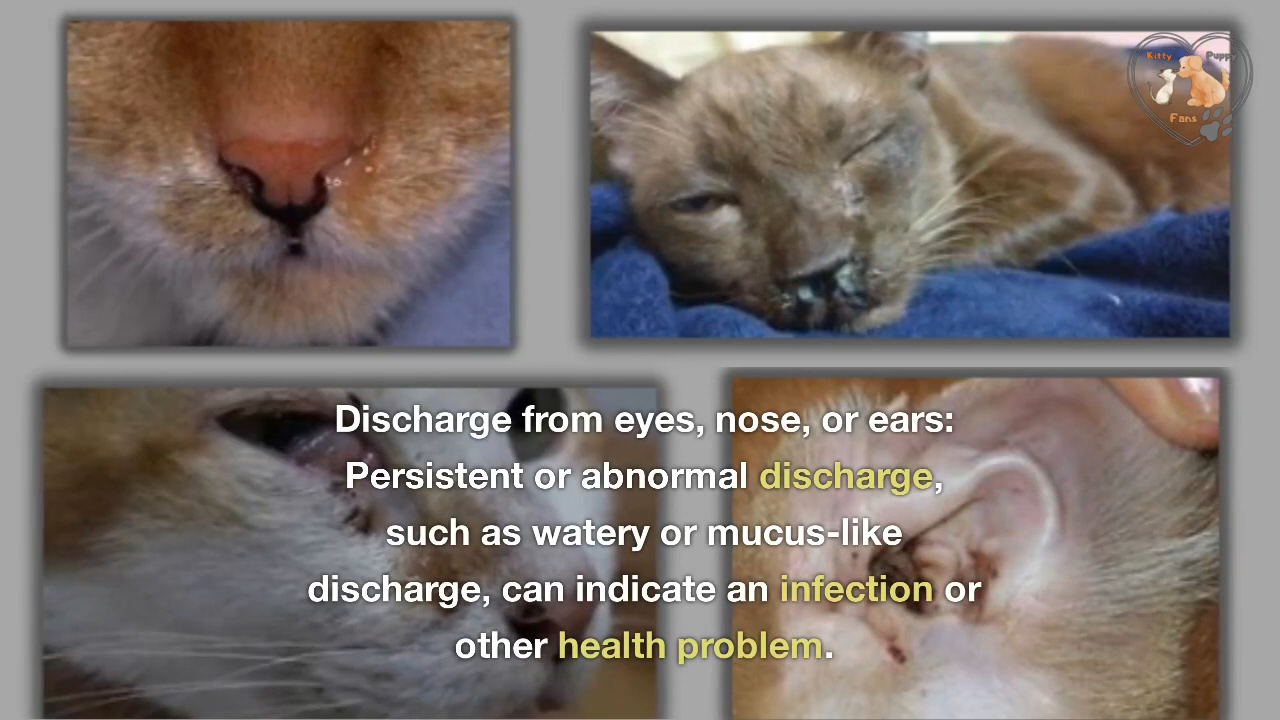 Kitty Puppy
Fans
Discharge from eyes, nose, or ears:
Persistent or abnormal discharge,
such as watery or mucus-like
discharge, can indicate an infection or
other health problem.